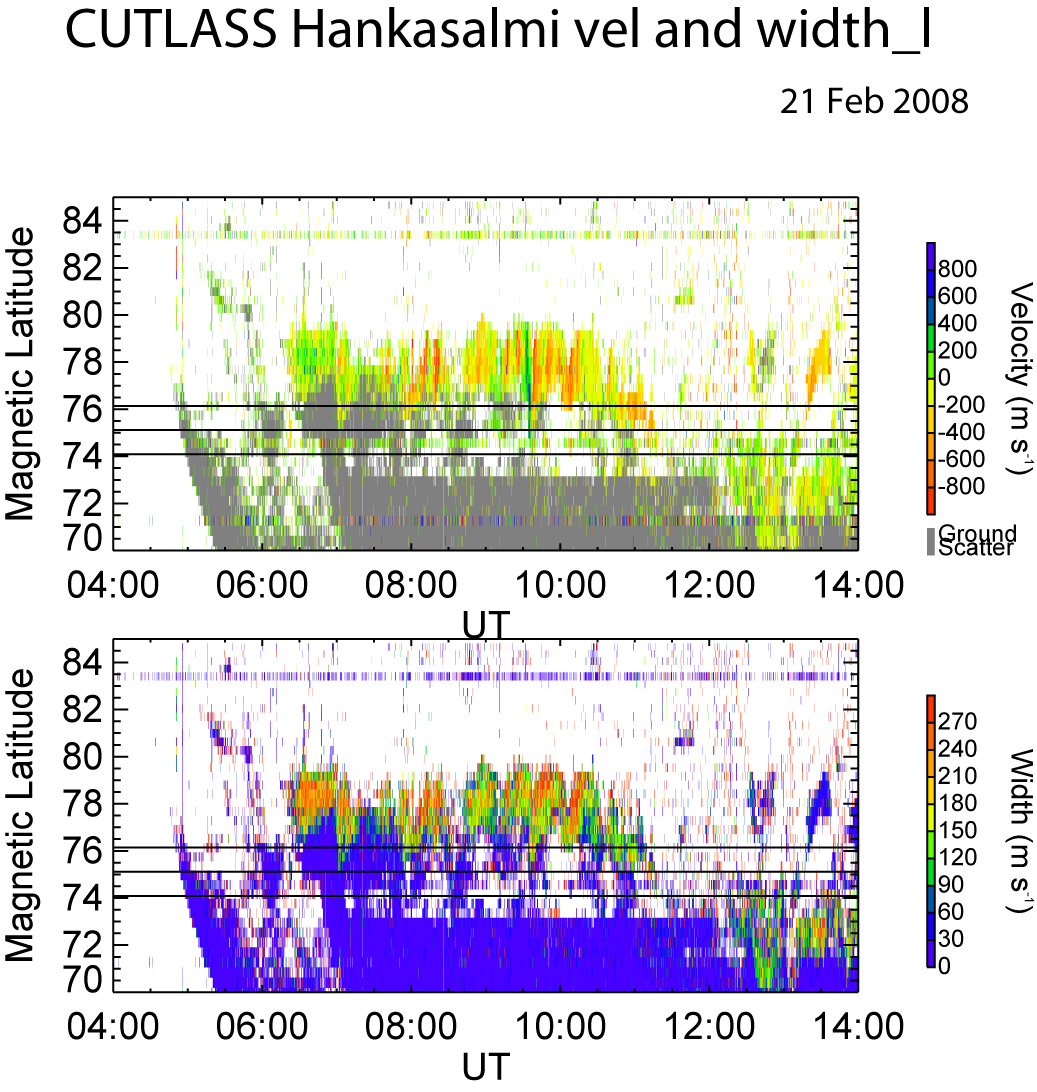 CUTLASS Hankasalmi vel and width_l
21 Feb 2008
Magnetic Latitude
84
82
80
78
76
74
72
70
04:00 06:00 08:00 10:00 12:00 14:00
UT
800
600
400
200
0
-200
-400
-600
-800
Velocity (m s-1)
Ground
Scatter
Magnetic Latitude
84
82
80
78
76
74
72
70
04:00 06:00 08:00 10:00 12:00 14:00
UT
270
240
210
180
150
120
90
60
30
0
Width (m s-1)